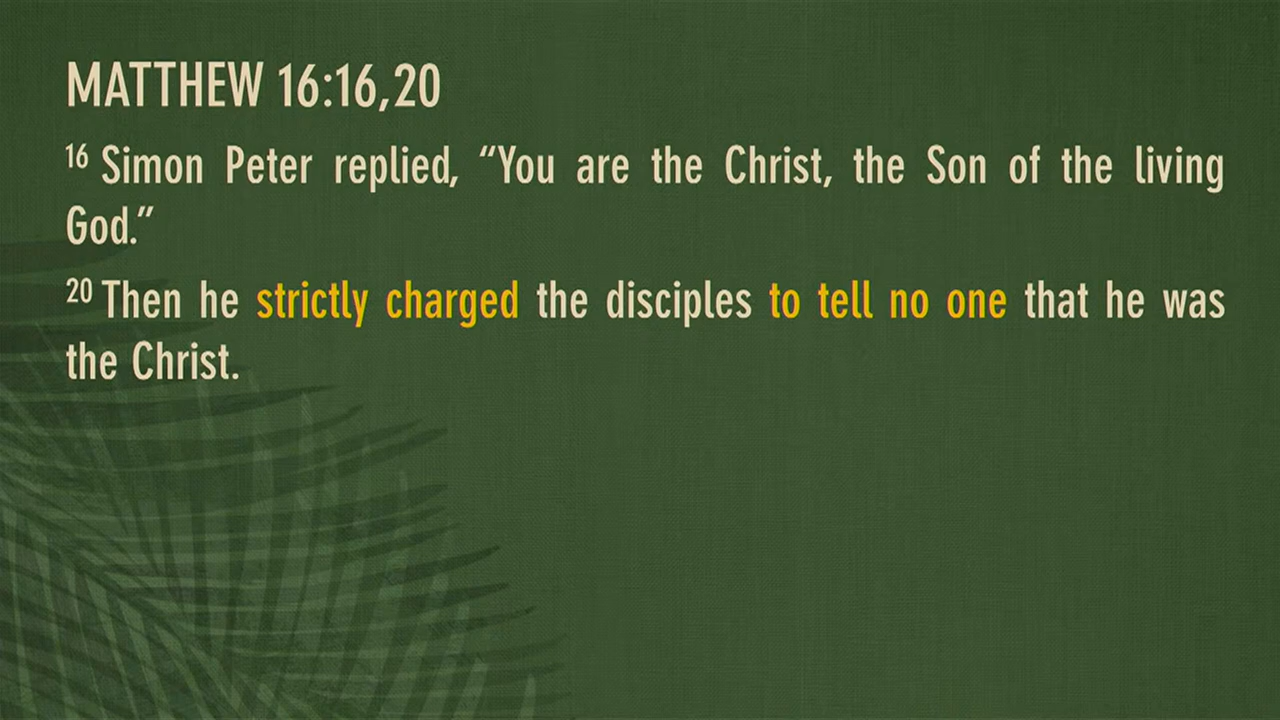 MATTHEW 16:16,20
16 Simon Peter replied, “You are the Christ, the Son of the living
God.”
20 Then he strictly charged the disciples to tell no one that he was
the Christ.